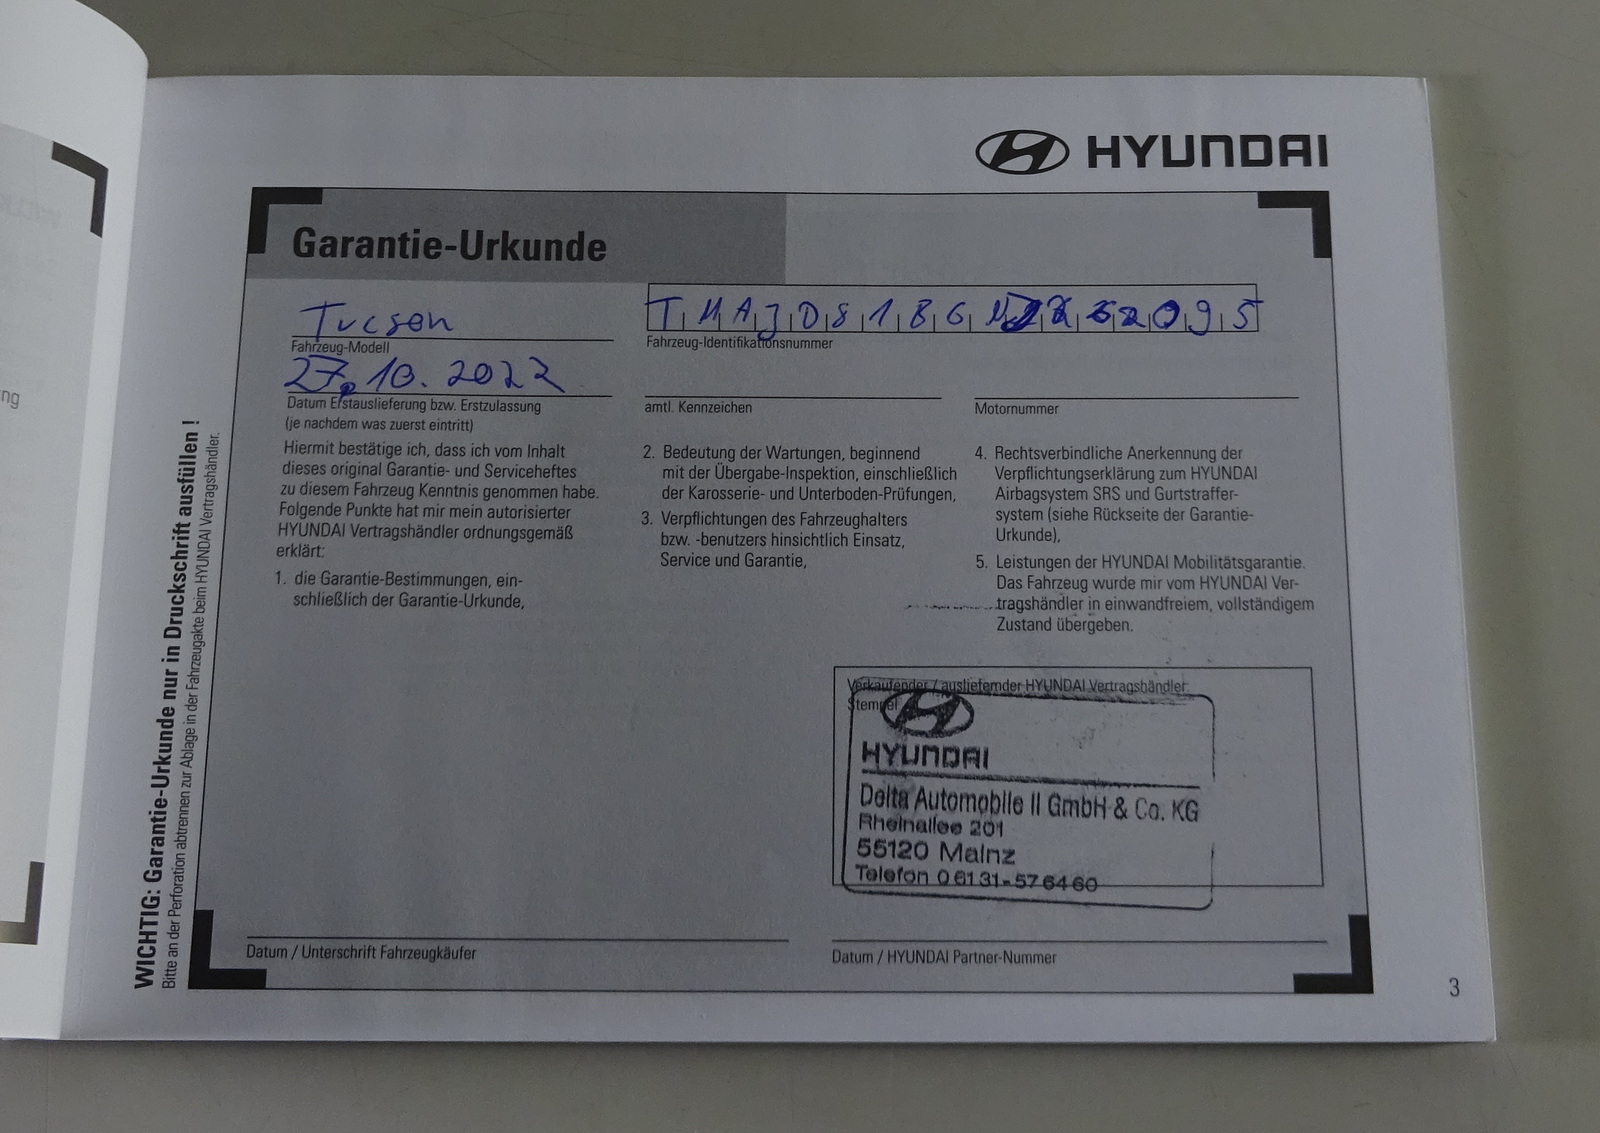 HYUNDAI
Garantie-Urkunde
Tucson
Fahrzeug-Modell
Fahrzeug-Identifikationsnummer
27.10.2022
Datum Erstauslieferung bzw. Erstzulassung
(je nachdem was zuerst eintritt)
amtl. Kennzeichen
Motornummer
Hiermit bestätige ich, dass ich vom Inhalt
dieses original Garantie- und Serviceheftes
zu diesem Fahrzeug Kenntnis genommen habe.
Folgende Punkte hat mir mein autorisierter
HYUNDAI Vertragshändler ordnungsgemäß
erklärt:
1. die Garantie-Bestimmungen, ein-
schließlich der Garantie-Urkunde,
2. Bedeutung der Wartungen, beginnend
mit der Übergabe-Inspektion, einschließlich
der Karosserie- und Unterboden-Prüfungen,
3. Verpflichtungen des Fahrzeughalters
bzw. -benutzers hinsichtlich Einsatz,
Service und Garantie,
4. Rechtsverbindliche Anerkennung der
Verpflichtungserklärung zum HYUNDAI
Airbagsystem SRS und Gurtstraffer-
system (siehe Rückseite der Garantie-
Urkunde),
5. Leistungen der HYUNDAI Mobilitätsgarantie.
Das Fahrzeug wurde mir vom HYUNDAI Ver-
tragshändler in einwandfreiem, vollständigem
Zustand übergeben.
Verkaufender / ausliefernder HYUNDAI Vertragshändler
Stempel
HYUNDAI
Delta Automobile II GmbH & Co. KG
Rheinallee 201
55120 Mainz
Telefon 0 61 31-57 64 60
Datum / Unterschrift Fahrzeugkäufer
Datum / HYUNDAI Partner-Nummer
WICHTIG: Garantie-Urkunde nur in Druckschrift ausfüllen !
Bitte an der Perforation abtrennen zur Ablage in der Fahrzeugakte beim HYUNDAI Vertragshändler.
3
ng